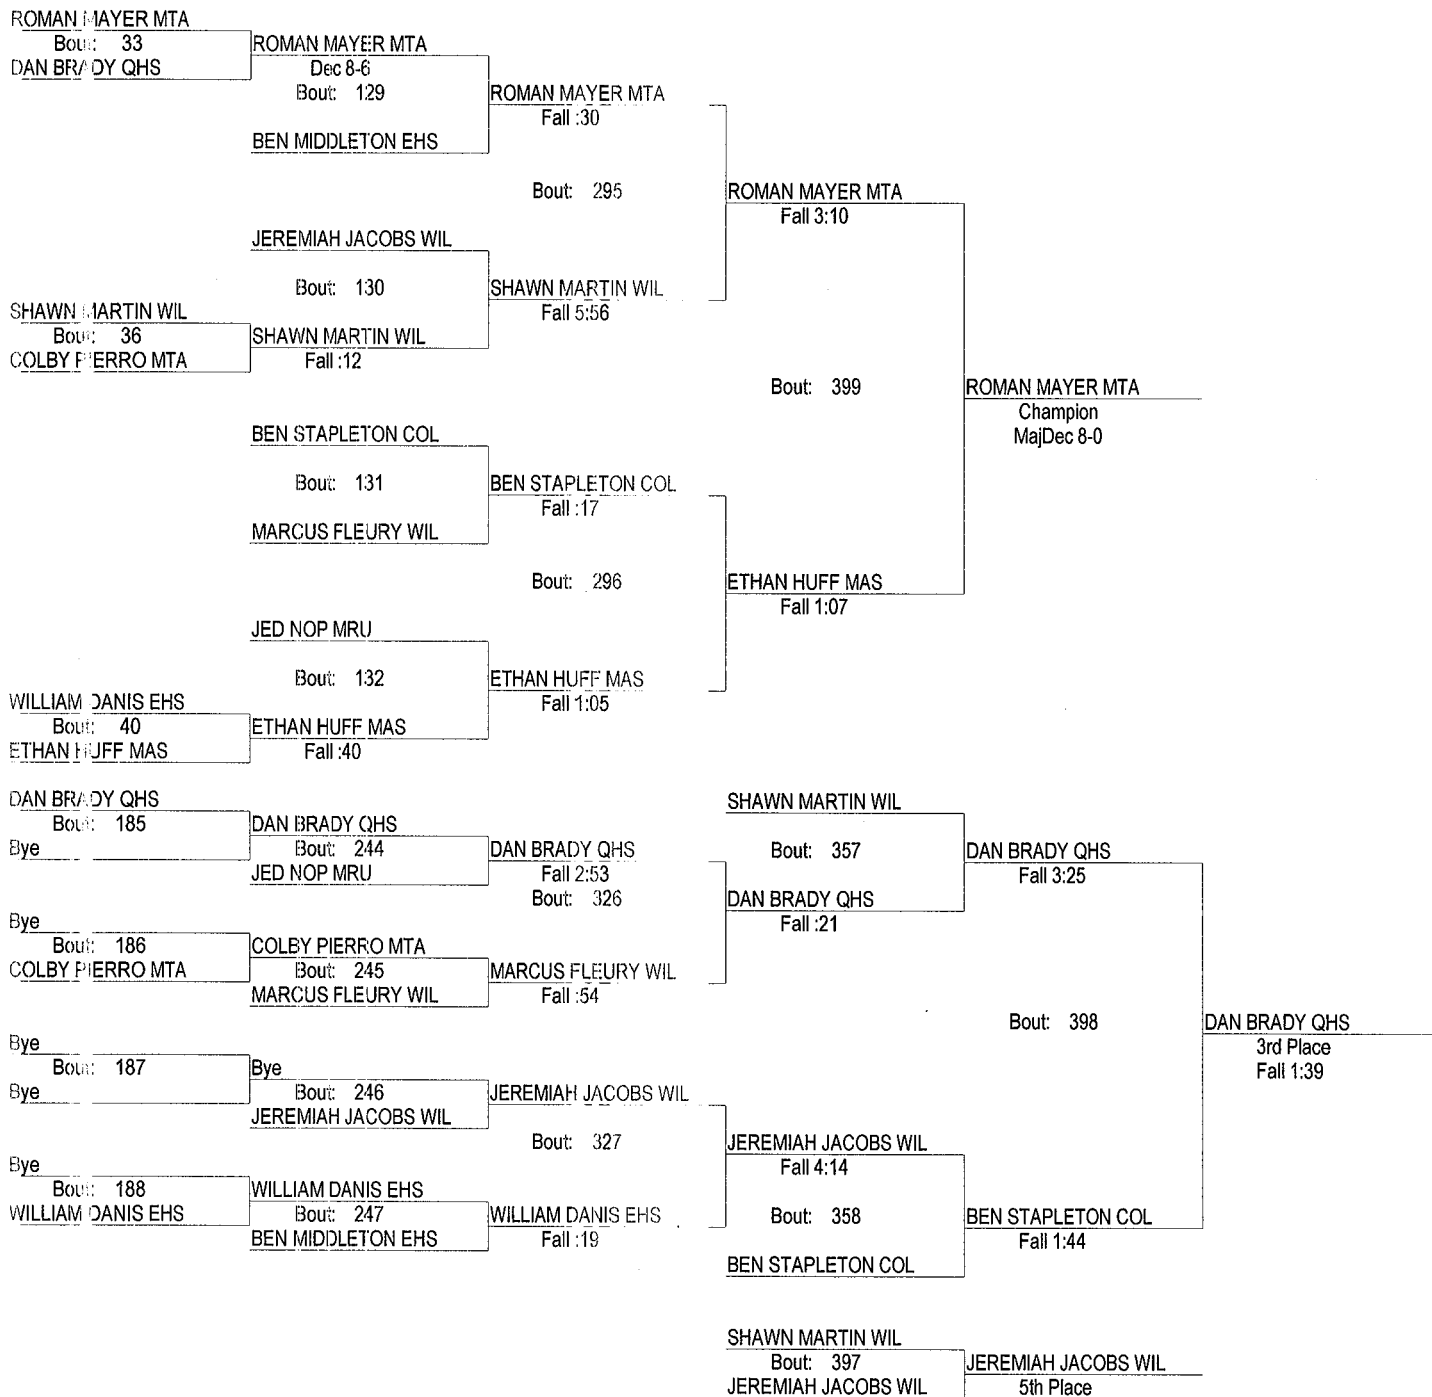 ROMAN MAYER MTA
Bout: 33
DAN BRADY QHS
ROMAN MAYER MTA
Dec 8-6
Bout: 129
BEN MIDDLETON EHS
ROMAN MAYER MTA
Fall :30
Bout: 295
JEREMIAH JACOBS WIL
Bout: 130
SHAWN MARTIN WIL
Bout: 36
COLBY PIERRO MTA
SHAWN MARTIN WIL
Fall :12
SHAWN MARTIN WIL
Fall 5:56
ROMAN MAYER MTA
Fall 3:10
Bout: 399
ROMAN MAYER MTA
Champion
MajDec 8-0
BEN STAPLETON COL
Bout: 131
MARCUS FLEURY WIL
BEN STAPLETON COL
Fall :17
Bout: 296
ETHAN HUFF MAS
Fall 1:07
JED NOP MRU
Bout: 132
WILLIAM DANIS EHS
Bout: 40
ETHAN HUFF MAS
ETHAN HUFF MAS
Fall :40
ETHAN HUFF MAS
Fall 1:05
DAN BRADY QHS
Bout: 185
Bye
DAN BRADY QHS
Bout: 244
JED NOP MRU
DAN BRADY QHS
Fall 2:53
Bout: 326
Bye
Bout: 186
COLBY PIERRO MTA
COLBY PIERRO MTA
Bout: 245
MARCUS FLEURY WIL
MARCUS FLEURY WIL
Fall :54
SHAWN MARTIN WIL
Bout: 357
DAN BRADY QHS
Fall :21
DAN BRADY QHS
Fall 3:25
Bout: 398
DAN BRADY QHS
3rd Place
Fall 1:39
Bye
Bout: 187
Bye
Bye
Bout: 246
JEREMIAH JACOBS WIL
JEREMIAH JACOBS WIL
Bout: 327
Bye
Bout: 188
WILLIAM DANIS EHS
WILLIAM DANIS EHS
Bout: 247
BEN MIDDLETON EHS
WILLIAM DANIS EHS
Fall :19
JEREMIAH JACOBS WIL
Fall 4:14
Bout: 358
BEN STAPLETON COL
BEN STAPLETON COL
Fall 1:44
SHAWN MARTIN WIL
Bout: 397
JEREMIAH JACOBS WIL
JEREMIAH JACOBS WIL
5th Place